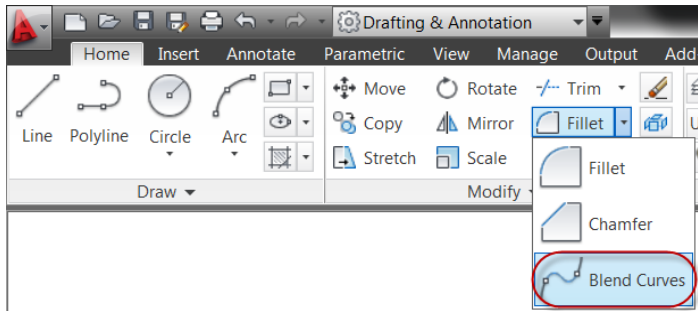 Drafting & Annotation
Home Insert Annotate Parametric View Manage Output Add
Move Rotate Trim
Line Polyline Circle Arc Copy Mirror Fillet
Stretch Scale
Draw Modify
Fillet
Chamfer
Blend Curves